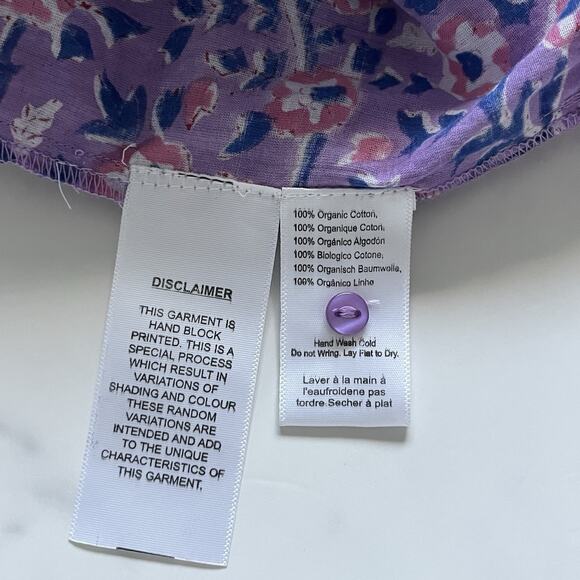 DISCLAIMER
THIS GARMENT IS
HAND BLOCK
PRINTED. THIS IS A
SPECIAL PROCESS
WHICH RESULT IN
VARIATIONS OF
SHADING AND COLOUR
THESE RANDOM
VARIATIONS ARE
INTENDED AND ADD
TO THE UNIQUE
CHARACTERISTICS OF
THIS GARMENT.
100% Organic Cotton,
100% Organique Coton,
100% Orgánico Algodón
100% Biologico Cotone,
100% Organisch Baumwolle,
100% Orgânico Linho
Hand Wash Cold
Do not Wring. Lay Flat to Dry.
Laver à la main à
l'eaufroidene pas
tordre Secher à plat